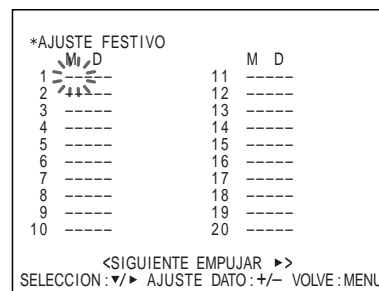 *AJUSTE FESTIVO
M D M D
1 ----- 11 -----
2 ----- 12 -----
3 ----- 13 -----
4 ----- 14 -----
5 ----- 15 -----
6 ----- 16 -----
7 ----- 17 -----
8 ----- 18 -----
9 ----- 19 -----
10 ----- 20 -----
<SIGUIENTE EMPUJAR ►>
SELECCION:▼/► AJUSTE DATO:+/– VOLVE:MENU